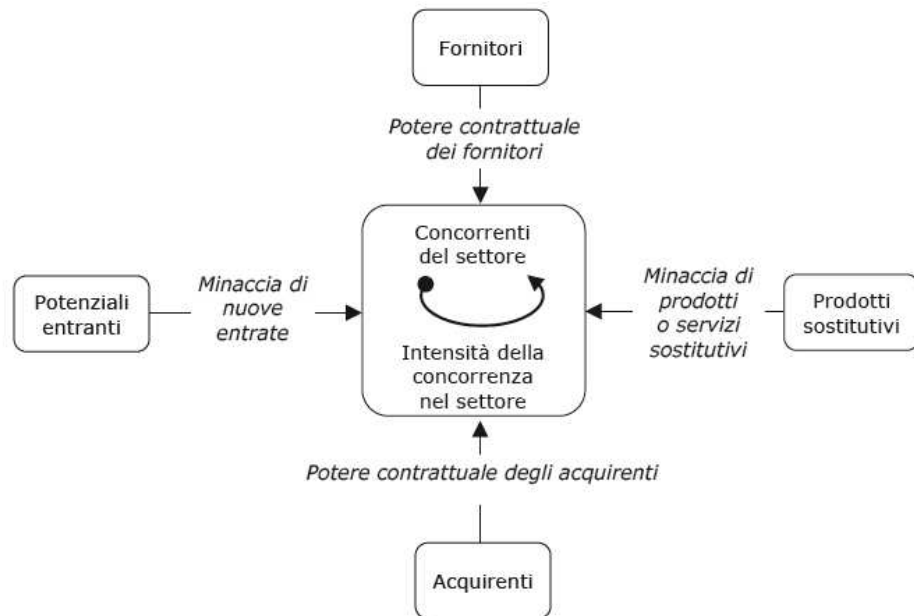 Fornitori
Potere contrattuale
dei fornitori
Concorrenti
del settore
Potenziali
entranti
Minaccia di
nuove
entrate
Minaccia di
prodotti
o servizi
sostitutivi
Prodotti
sostitutivi
Intensità della
concorrenza
nel settore
Potere contrattuale degli acquirenti
Acquirenti